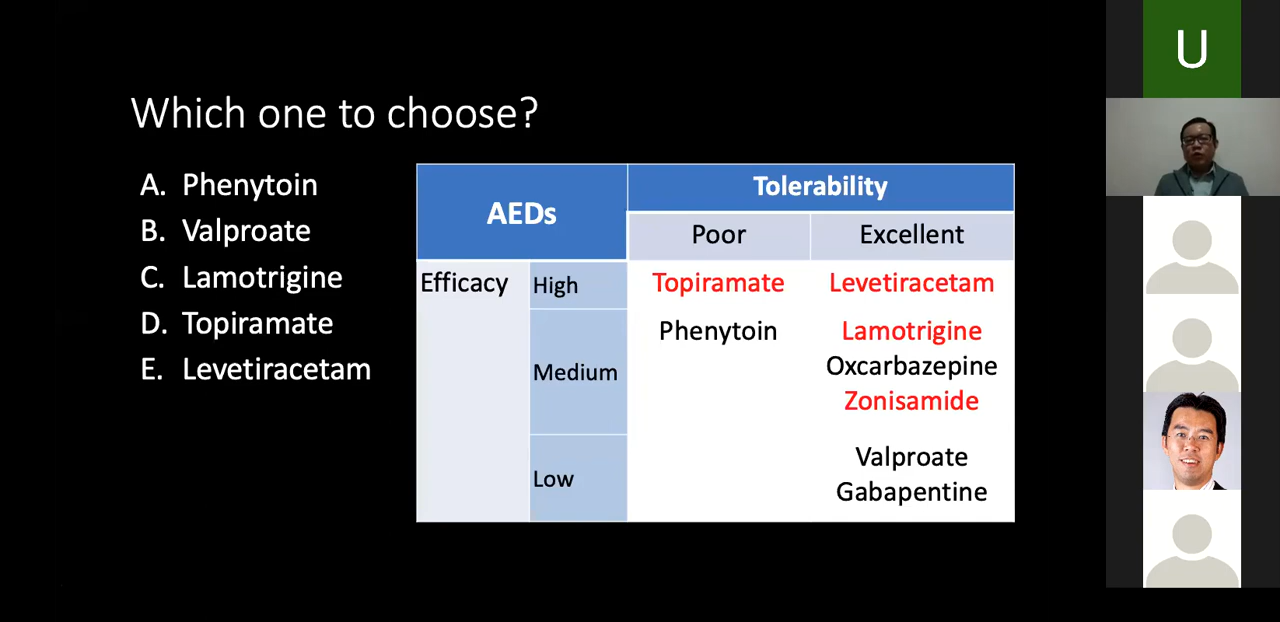 Which one to choose?
A. Phenytoin
B. Valproate
C. Lamotrigine
D. Topiramate
E. Levetiracetam
AEDs
Tolerability
Poor
Excellent
Efficacy
High
Topiramate
Levetiracetam
Medium
Phenytoin
Lamotrigine
Oxcarbazepine
Zonisamide
Low
Valproate
Gabapentine
U